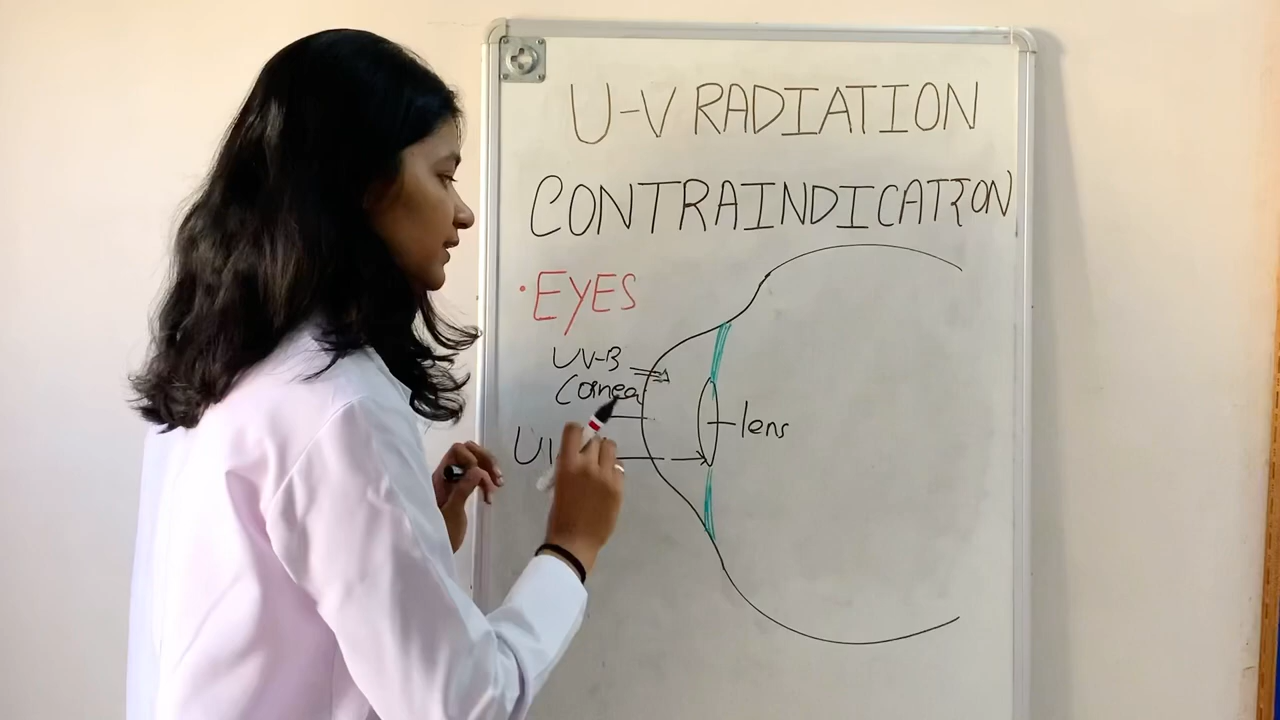 U-V RADIATION
CONTRAINDICATION
• EYES
UV-B
Cornea
lens